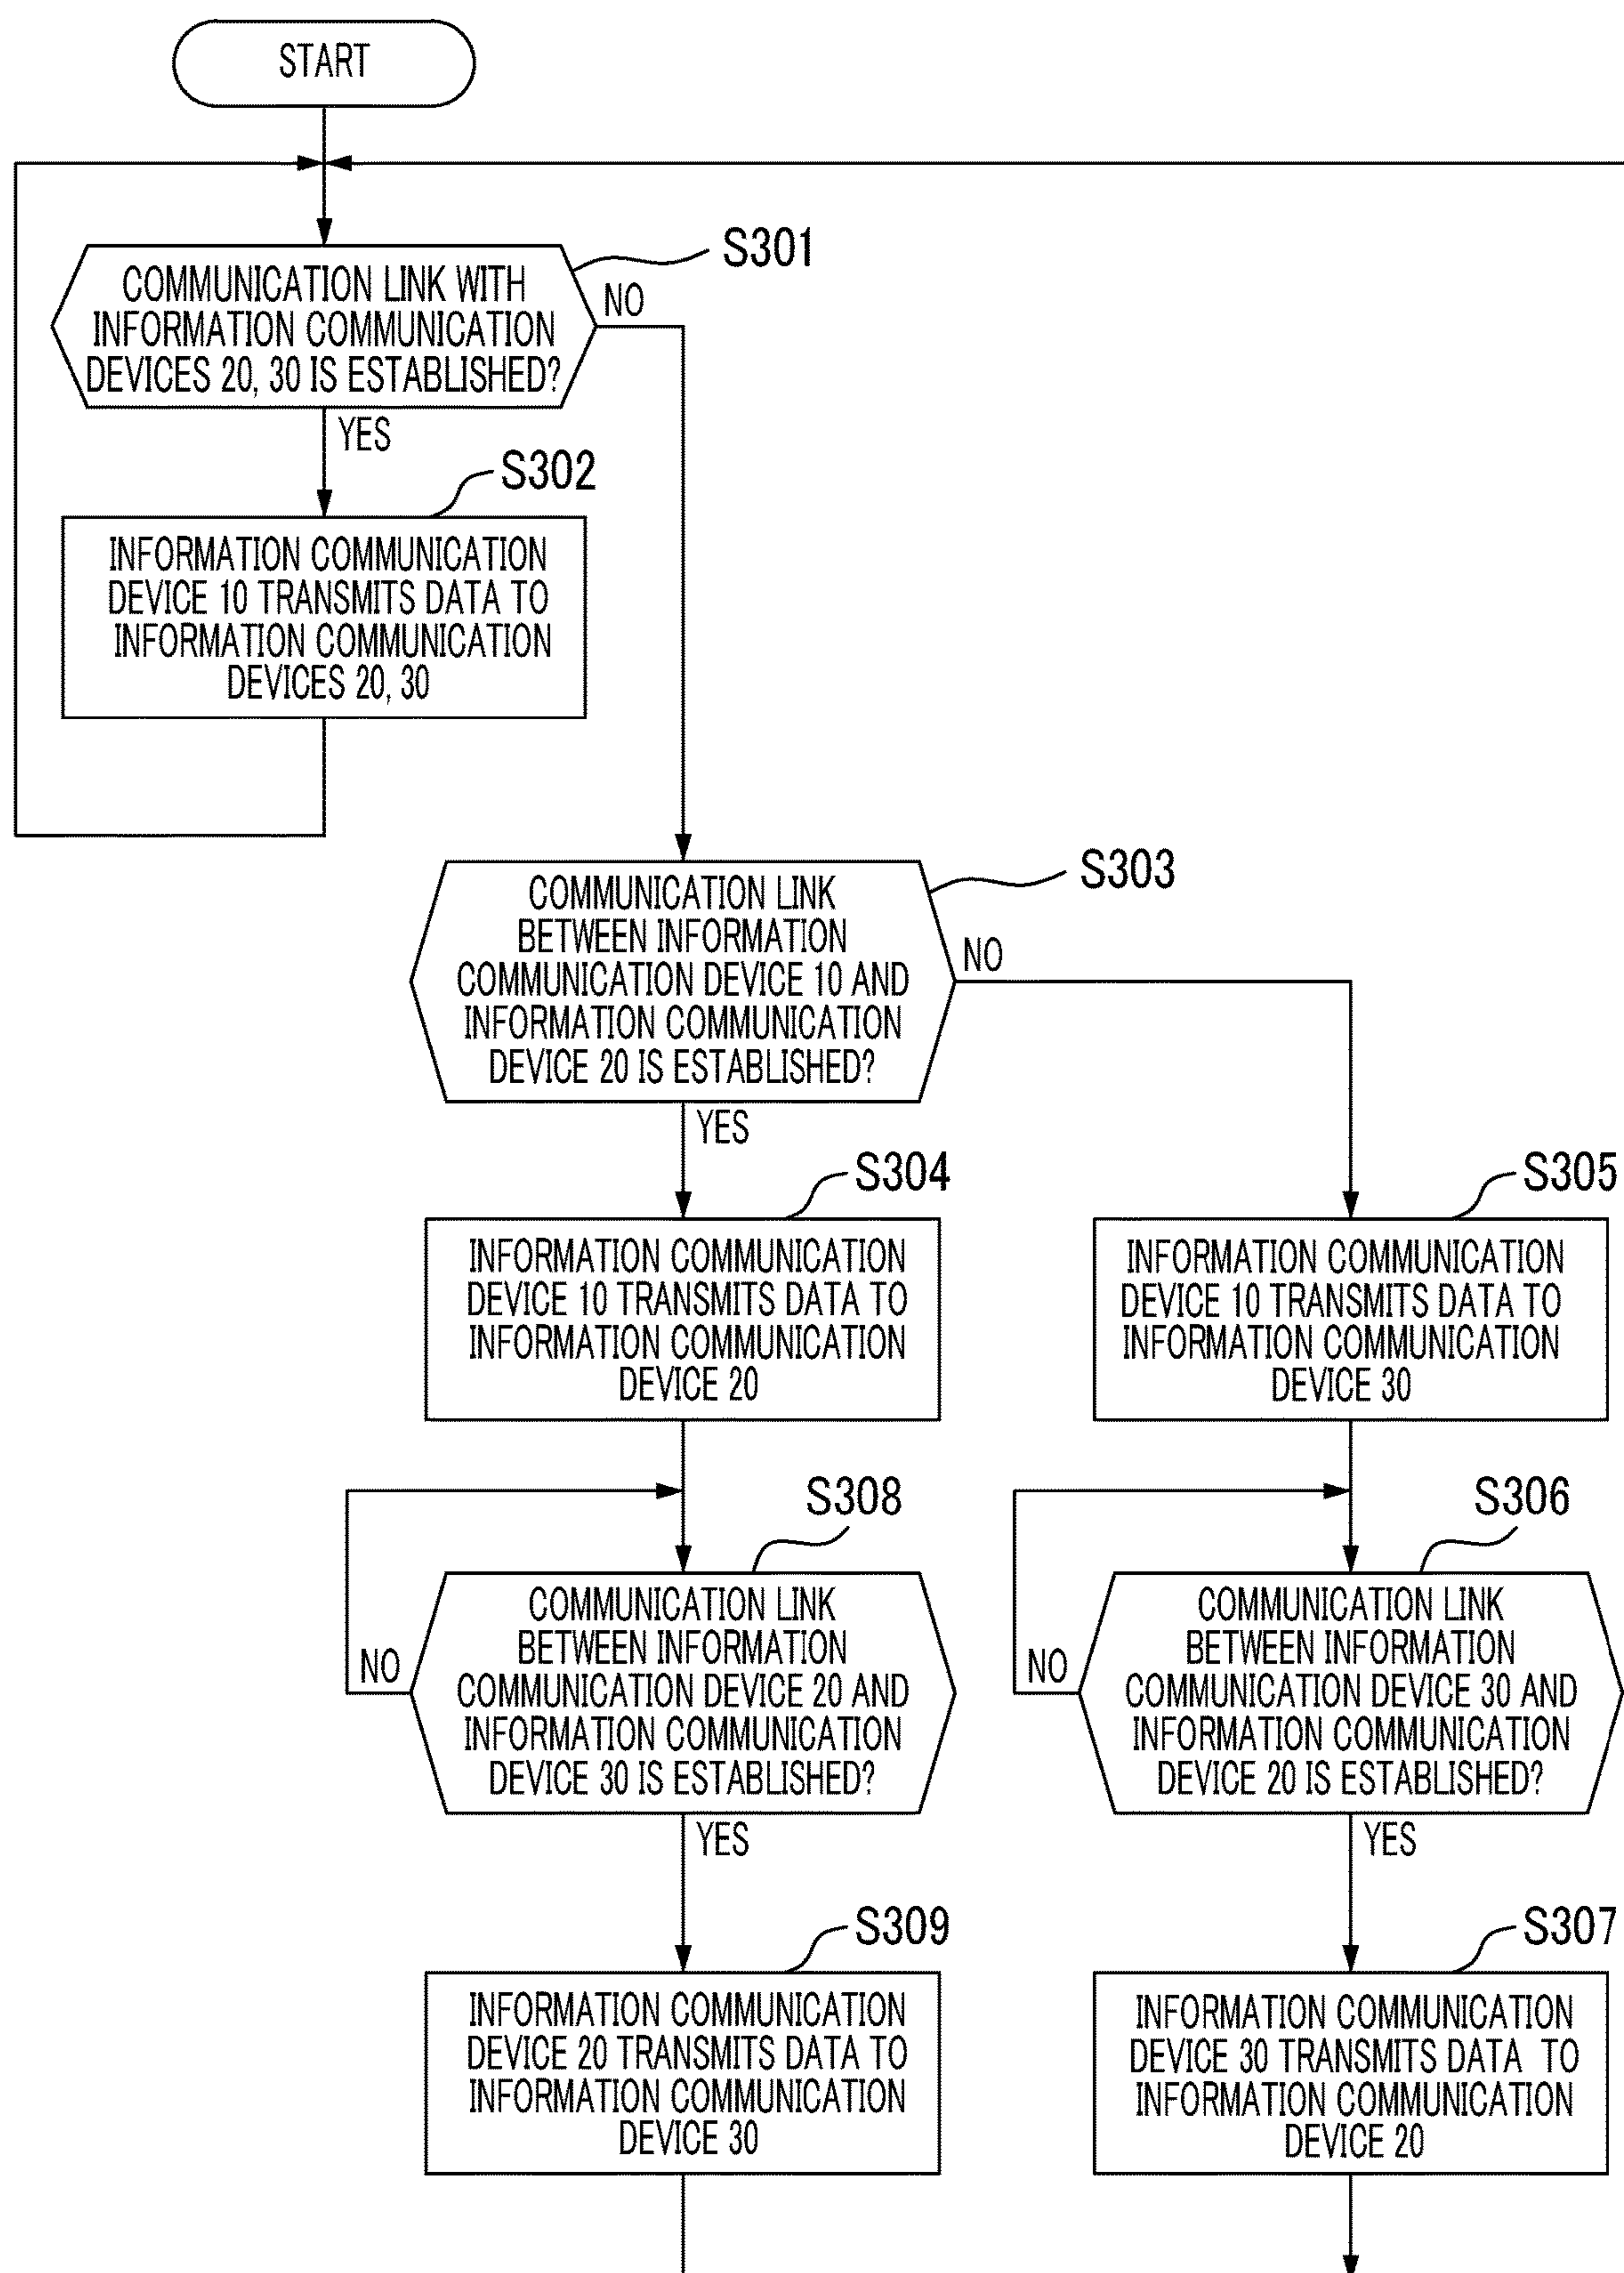 START
S301
COMMUNICATION LINK WITH
INFORMATION COMMUNICATION
DEVICES 20, 30 IS ESTABLISHED?
NO
YES
S302
INFORMATION COMMUNICATION
DEVICE 10 TRANSMITS DATA TO
INFORMATION COMMUNICATION
DEVICES 20, 30
S303
COMMUNICATION LINK
BETWEEN INFORMATION
COMMUNICATION DEVICE 10 AND
INFORMATION COMMUNICATION
DEVICE 20 IS ESTABLISHED?
NO
YES
S304
INFORMATION COMMUNICATION
DEVICE 10 TRANSMITS DATA TO
INFORMATION COMMUNICATION
DEVICE 20
S305
INFORMATION COMMUNICATION
DEVICE 10 TRANSMITS DATA TO
INFORMATION COMMUNICATION
DEVICE 30
S308
COMMUNICATION LINK
BETWEEN INFORMATION
COMMUNICATION DEVICE 20 AND
INFORMATION COMMUNICATION
DEVICE 30 IS ESTABLISHED?
NO
YES
S306
COMMUNICATION LINK
BETWEEN INFORMATION
COMMUNICATION DEVICE 30 AND
INFORMATION COMMUNICATION
DEVICE 20 IS ESTABLISHED?
NO
YES
S309
INFORMATION COMMUNICATION
DEVICE 20 TRANSMITS DATA TO
INFORMATION COMMUNICATION
DEVICE 30
S307
INFORMATION COMMUNICATION
DEVICE 30 TRANSMITS DATA TO
INFORMATION COMMUNICATION
DEVICE 20